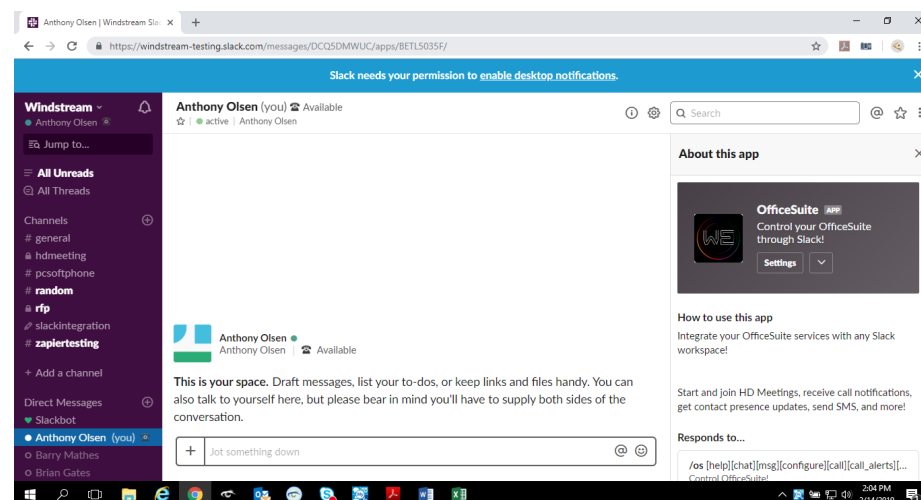 Anthony Olsen | Windstream Slac
https://windstream-testing.slack.com/messages/DCQ5DMWUC/apps/BETL5035F/
Slack needs your permission to enable desktop notifications.
Windstream
Anthony Olsen
Jump to...
All Unreads
All Threads
Channels
# general
hdmeeting
# pcsoftphone
# random
rfp
slackintegration
# zapiertesting
+ Add a channel
Direct Messages
Slackbot
Anthony Olsen (you)
Barry Mathes
Brian Gates
Anthony Olsen (you) Available
active | Anthony Olsen
Anthony Olsen
Anthony Olsen | Available
This is your space. Draft messages, list your to-dos, or keep links and files handy. You can
also talk to yourself here, but please bear in mind you'll have to supply both sides of the
conversation.
Jot something down
Search
About this app
WE
OfficeSuite APP
Control your OfficeSuite
through Slack!
Settings
How to use this app
Integrate your OfficeSuite services with any Slack
workspace!
Start and join HD Meetings, receive call notifications,
get contact presence updates, send SMS, and more!
Responds to...
/os [help][chat][msg][configure][call][call_alerts][...
Control OfficeSuite!
2:04 PM